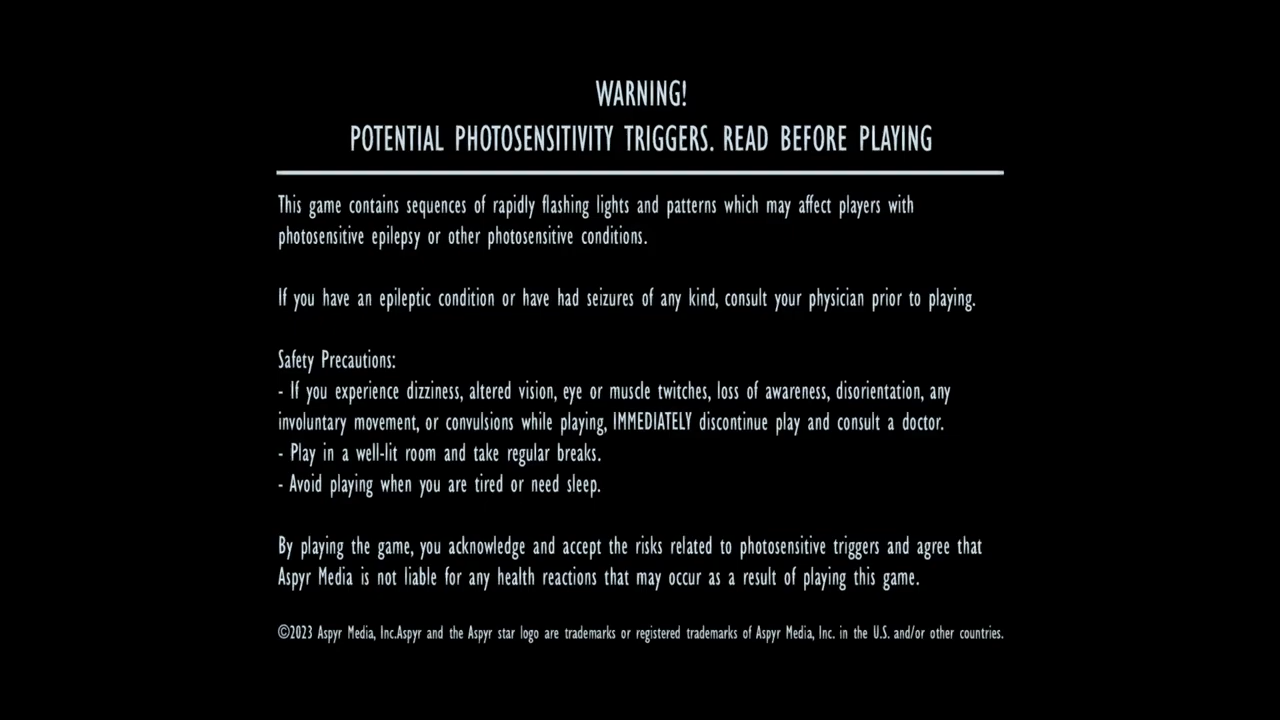 WARNING!
POTENTIAL PHOTOSENSITIVITY TRIGGERS. READ BEFORE PLAYING
This game contains sequences of rapidly flashing lights and patterns which may affect players with
photosensitive epilepsy or other photosensitive conditions.
If you have an epileptic condition or have had seizures of any kind, consult your physician prior to playing.
Safety Precautions:
- If you experience dizziness, altered vision, eye or muscle twitches, loss of awareness, disorientation, any
involuntary movement, or convulsions while playing, IMMEDIATELY discontinue play and consult a doctor.
- Play in a well-lit room and take regular breaks.
- Avoid playing when you are tired or need sleep.
By playing the game, you acknowledge and accept the risks related to photosensitive triggers and agree that
Aspyr Media is not liable for any health reactions that may occur as a result of playing this game.
©2023 Aspyr Media, Inc.Aspyr and the Aspyr star logo are trademarks or registered trademarks of Aspyr Media, Inc. in the U.S. and/or other countries.